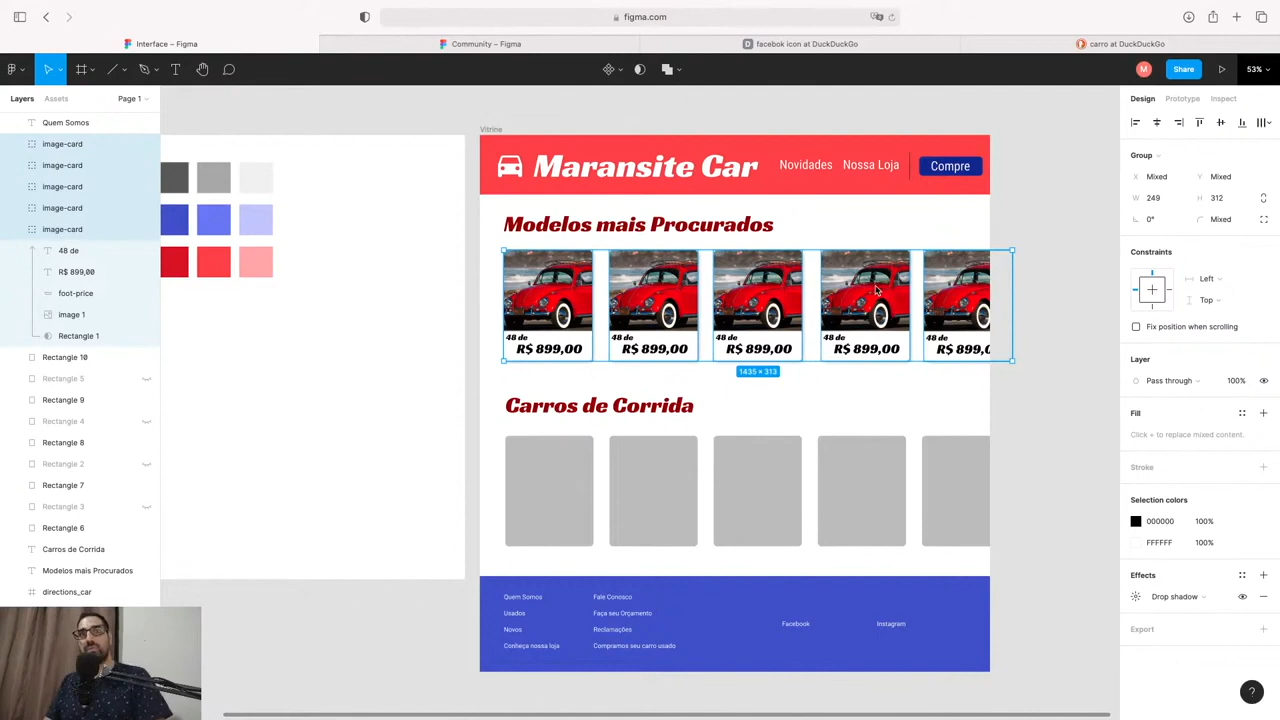 figma.com
Interface – Figma
Community – Figma
facebok icon at DuckDuckGo
carro at DuckDuckGo
M
Share
53%
Layers
Assets
Page 1
Design
Prototype
Inspect
Quem Somos
image-card
image-card
image-card
image-card
image-card
48 de
R$ 899,00
foot-price
image 1
Rectangle 1
Rectangle 10
Rectangle 5
Rectangle 9
Rectangle 4
Rectangle 8
Rectangle 2
Rectangle 7
Rectangle 3
Rectangle 6
Carros de Corrida
Modelos mais Procurados
directions_car
Vitrine
Maransite Car
Novidades
Nossa Loja
Compre
Modelos mais Procurados
48 de
R$ 899,00
48 de
R$ 899,00
48 de
R$ 899,00
48 de
R$ 899,00
48 de
R$ 899,0
1435 × 313
Carros de Corrida
Quem Somos
Usados
Novos
Conheça nossa loja
Fale Conosco
Faça seu Orçamento
Reclamações
Compramos seu carro usado
Facebook
Instagram
Group
X Mixed Y Mixed
W 249 H 312
0° Mixed
Constraints
Left
Top
Fix position when scrolling
Layer
Pass through 100%
Fill
Click + to replace mixed content.
Stroke
Selection colors
000000 100%
FFFFFF 100%
Effects
Drop shadow
Export
?